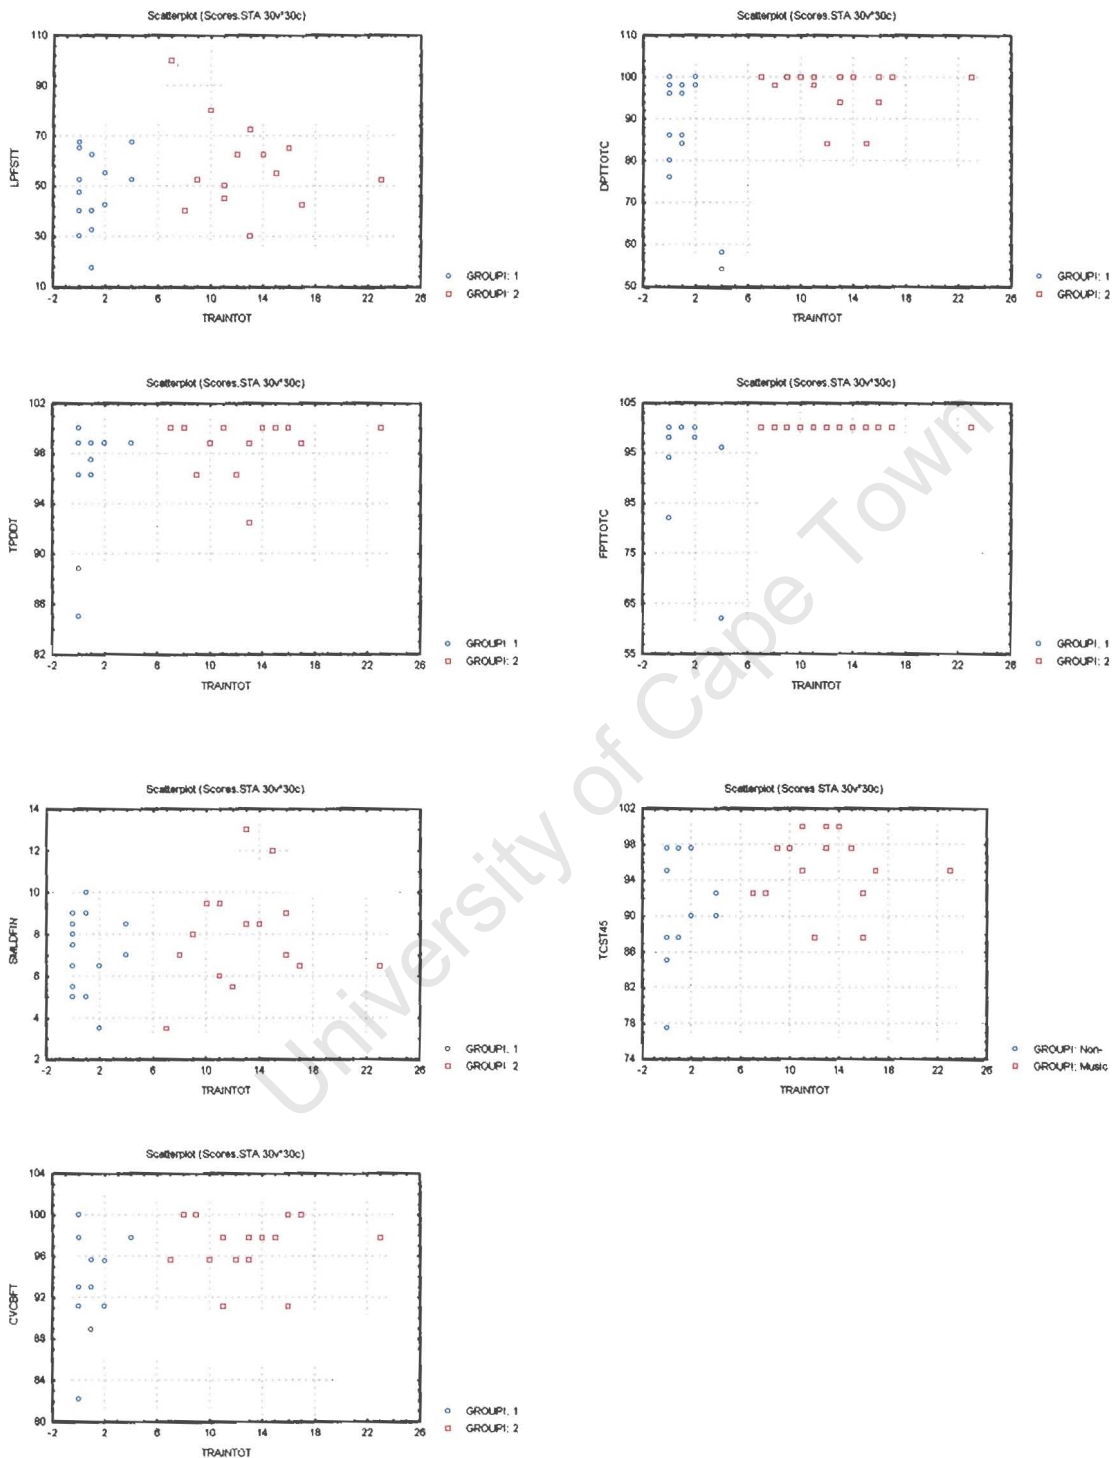 Scatterplot (Scores.STA 30v*30c)
LPFSTT
110
90
70
50
30
10
-2 2 6 10 14 18 22 26
TRAINTOT
GROUPI: 1
GROUPI: 2
Scatterplot (Scores.STA 30v*30c)
DPTTOTC
110
100
90
80
70
60
50
-2 2 6 10 14 18 22 26
TRAINTOT
GROUPI: 1
GROUPI: 2
Scatterplot (Scores.STA 30v*30c)
TPDDT
102
98
94
90
86
82
-2 2 6 10 14 18 22 26
TRAINTOT
GROUPI: 1
GROUPI: 2
Scatterplot (Scores.STA 30v*30c)
FPTTOTC
105
95
85
75
65
55
-2 2 6 10 14 18 22 26
TRAINTOT
GROUPI: 1
GROUPI: 2
Scatterplot (Scores.STA 30v*30c)
SMLDFIN
14
12
10
8
6
4
2
-2 2 6 10 14 18 22 26
TRAINTOT
GROUPI: 1
GROUPI: 2
Scatterplot (Scores STA 30v*30c)
TCST45
102
98
94
90
86
82
78
74
-2 2 6 10 14 18 22 26
TRAINTOT
GROUPI: Non-
GROUPI: Music
Scatterplot (Scores.STA 30v*30c)
CVCBFT
104
100
96
92
88
84
80
-2 2 6 10 14 18 22 26
TRAINTOT
GROUPI: 1
GROUPI: 2
University of Cape Town